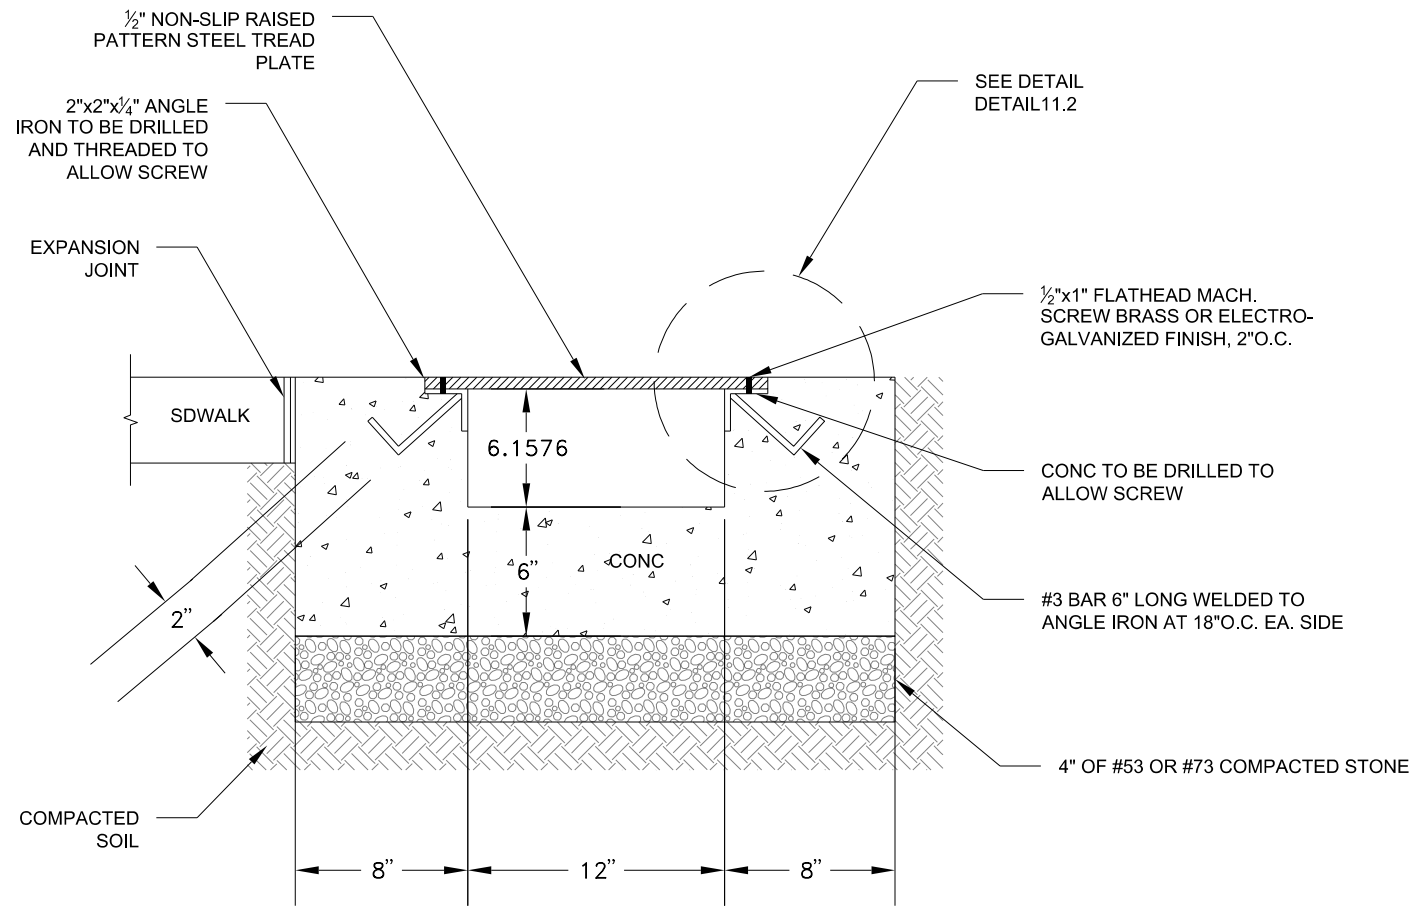 ½" NON-SLIP RAISED
PATTERN STEEL TREAD
PLATE
2"x2"x¼" ANGLE
IRON TO BE DRILLED
AND THREADED TO
ALLOW SCREW
EXPANSION
JOINT
SEE DETAIL
DETAIL11.2
½"x1" FLATHEAD MACH.
SCREW BRASS OR ELECTRO-
GALVANIZED FINISH, 2"O.C.
SDWALK
6.1576
CONC TO BE DRILLED TO
ALLOW SCREW
6"
CONC
2"
#3 BAR 6" LONG WELDED TO
ANGLE IRON AT 18"O.C. EA. SIDE
4" OF #53 OR #73 COMPACTED STONE
COMPACTED
SOIL
8"
12"
8"